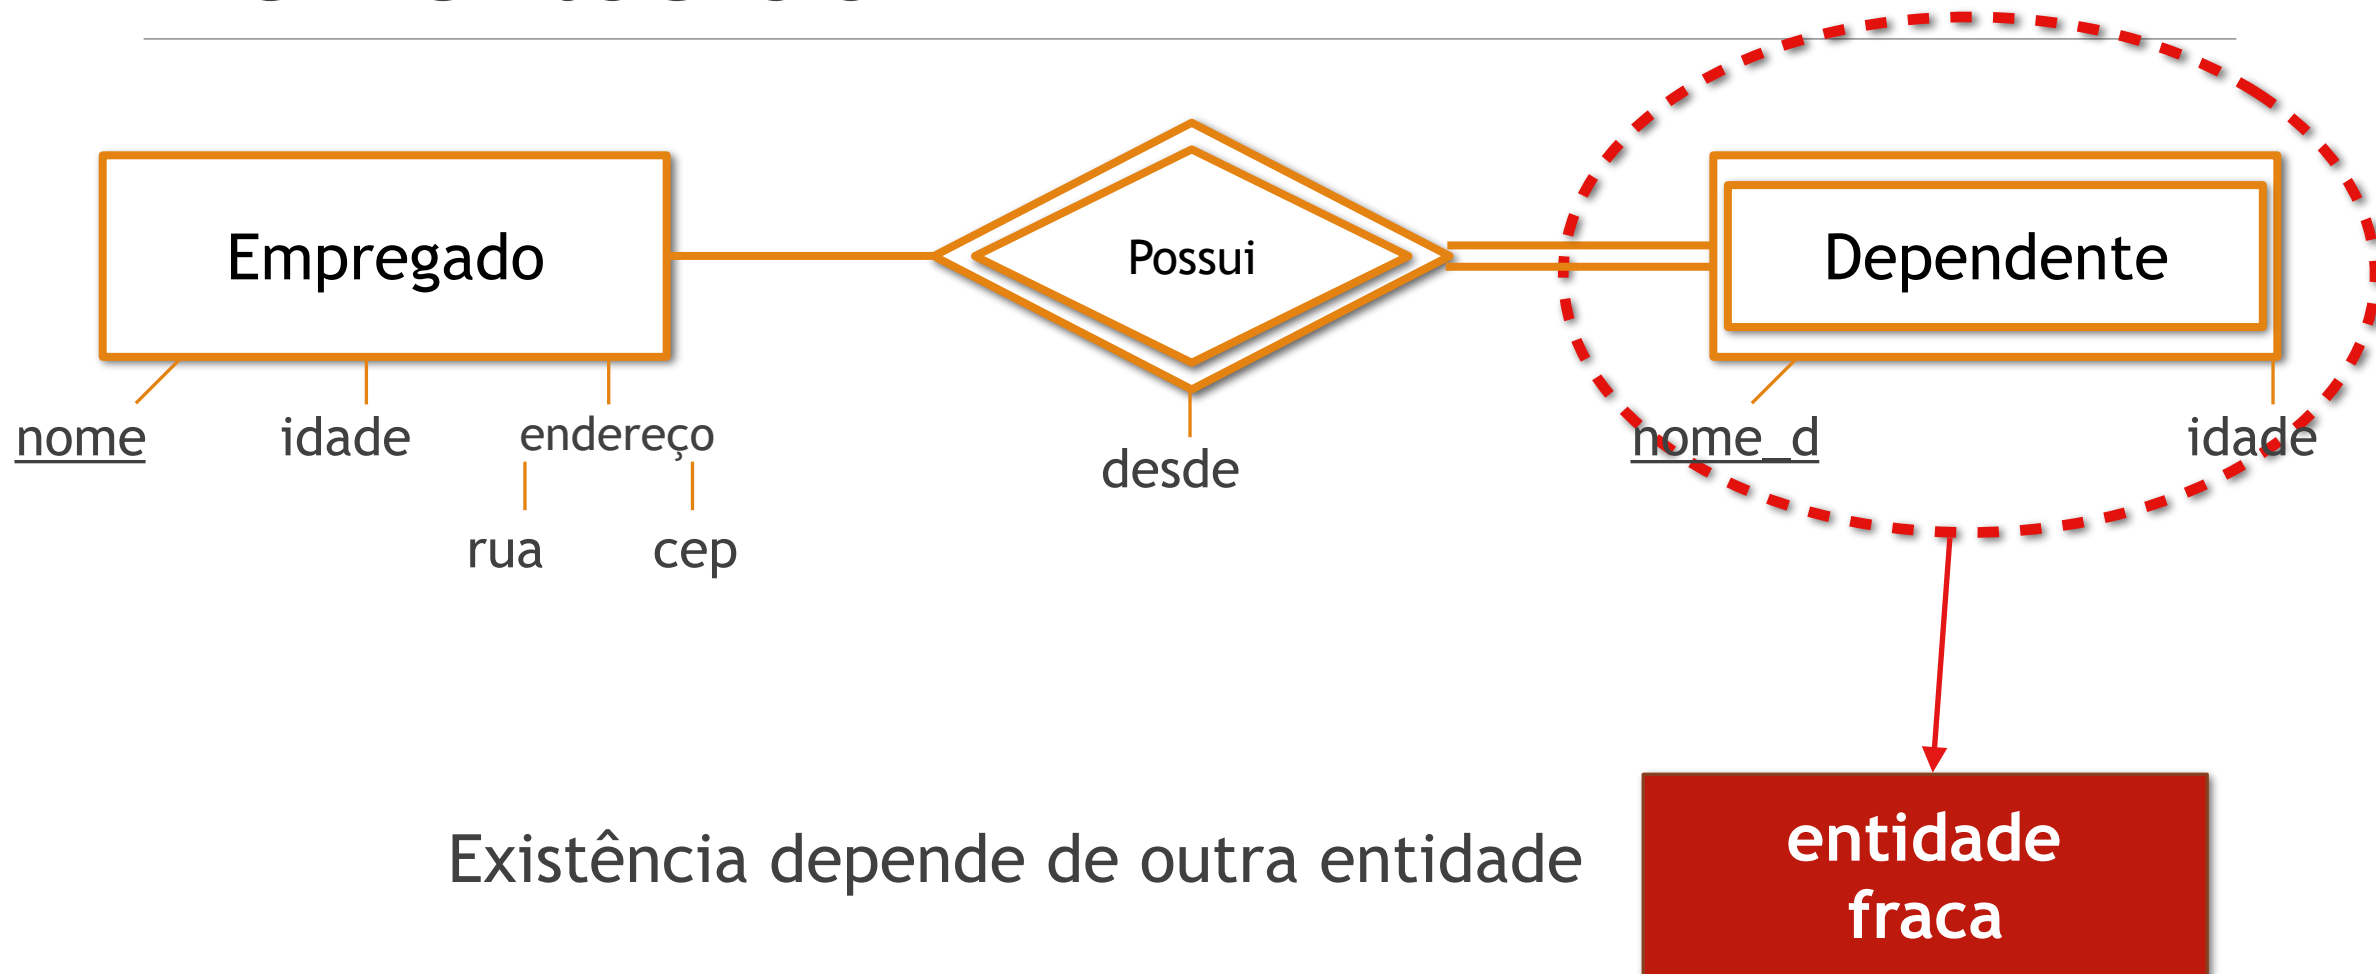 Empregado
Possui
Dependente
nome
idade
endereço
desde
nome_d
idade
rua
cep
Existência depende de outra entidade
entidade
fraca